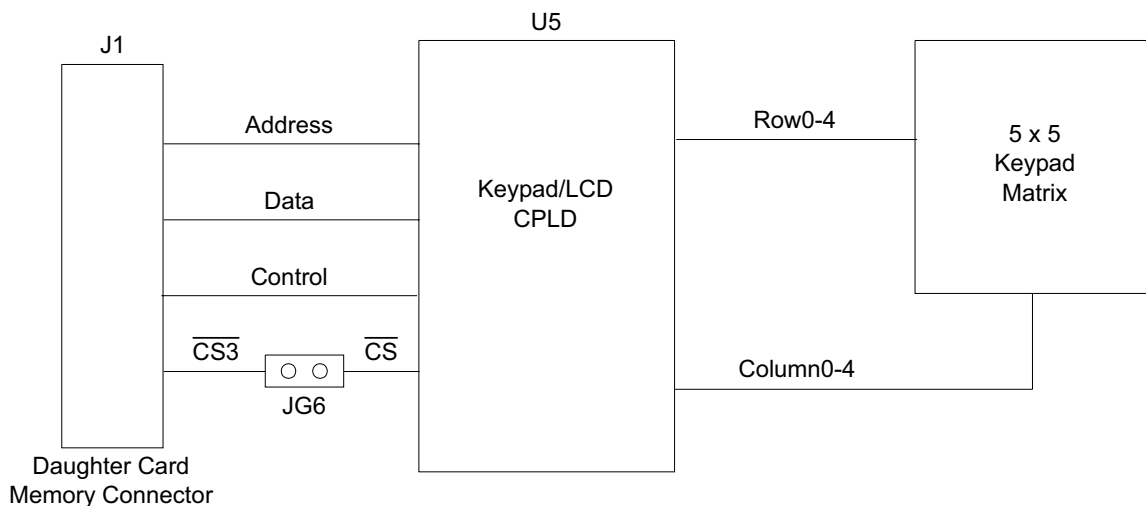 J1
U5
Address
Data
Control
CS3
CS
JG6
Daughter Card
Memory Connector
Keypad/LCD
CPLD
Row0-4
Column0-4
5 x 5
Keypad
Matrix